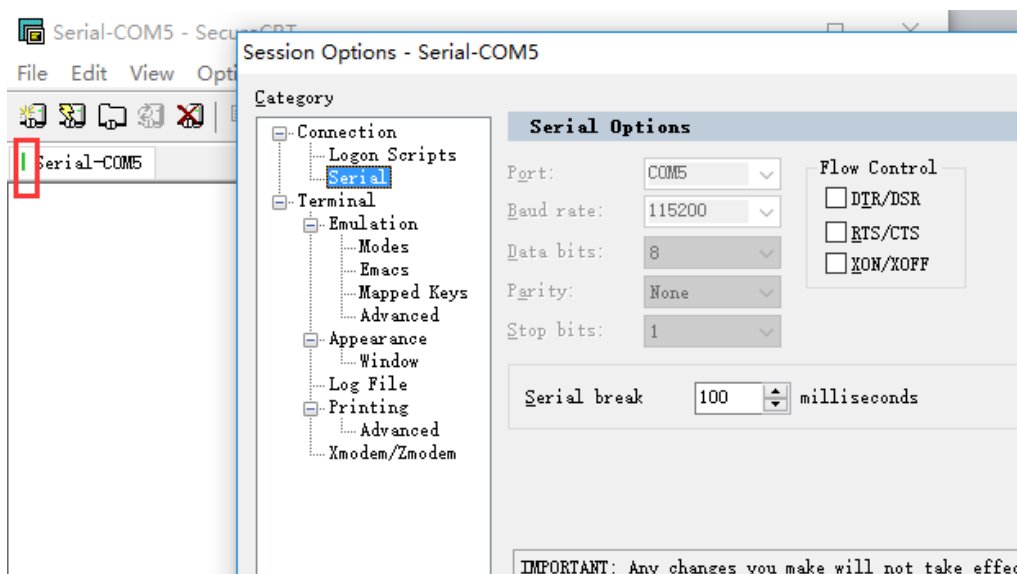 Serial-COM5 - SecureCRT
Session Options - Serial-COM5
File Edit View Opti
Category
Connection
Logon Scripts
Serial
Terminal
Emulation
Modes
Emacs
Mapped Keys
Advanced
Appearance
Window
Log File
Printing
Advanced
Xmodem/Zmodem
Serial-COM5
Serial Options
Port: COM5
Baud rate: 115200
Data bits: 8
Parity: None
Stop bits: 1
Flow Control
DTR/DSR
RTS/CTS
XON/XOFF
Serial break 100 milliseconds
IMPORTANT: Any changes you make will not take effec